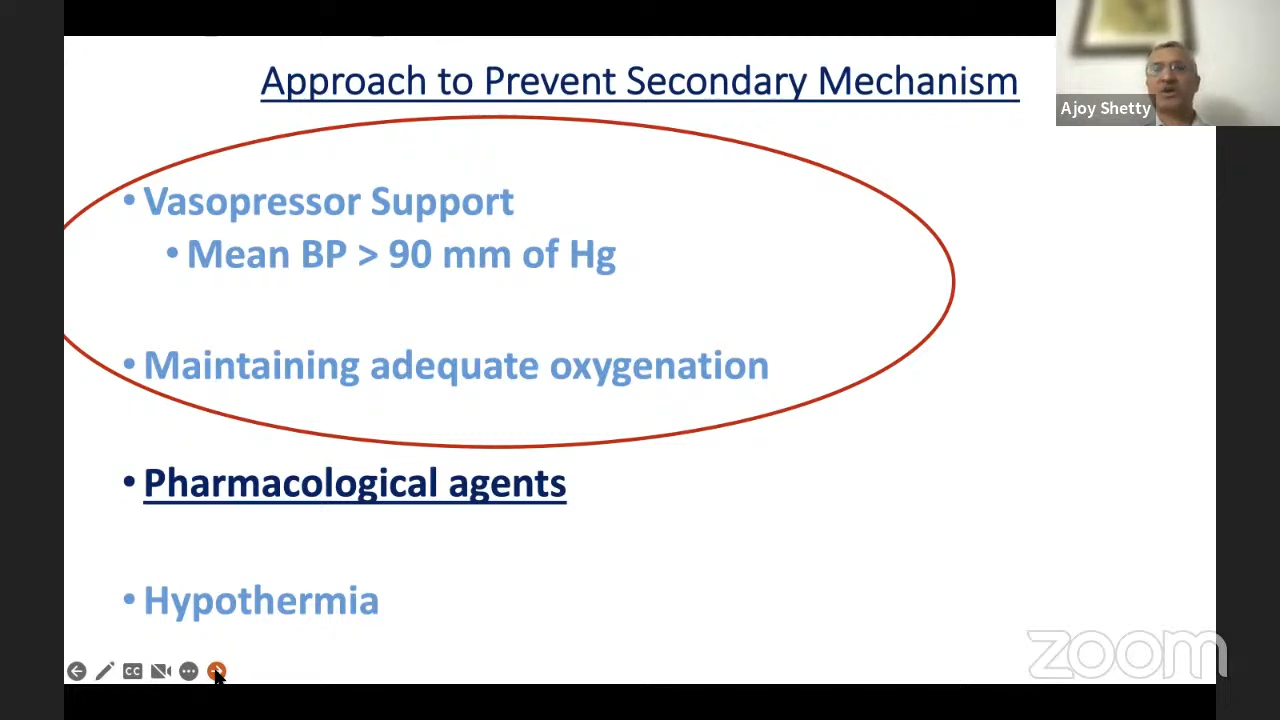 Approach to Prevent Secondary Mechanism
Ajoy Shetty
• Vasopressor Support
• Mean BP > 90 mm of Hg
• Maintaining adequate oxygenation
• Pharmacological agents
• Hypothermia
CC
zoom